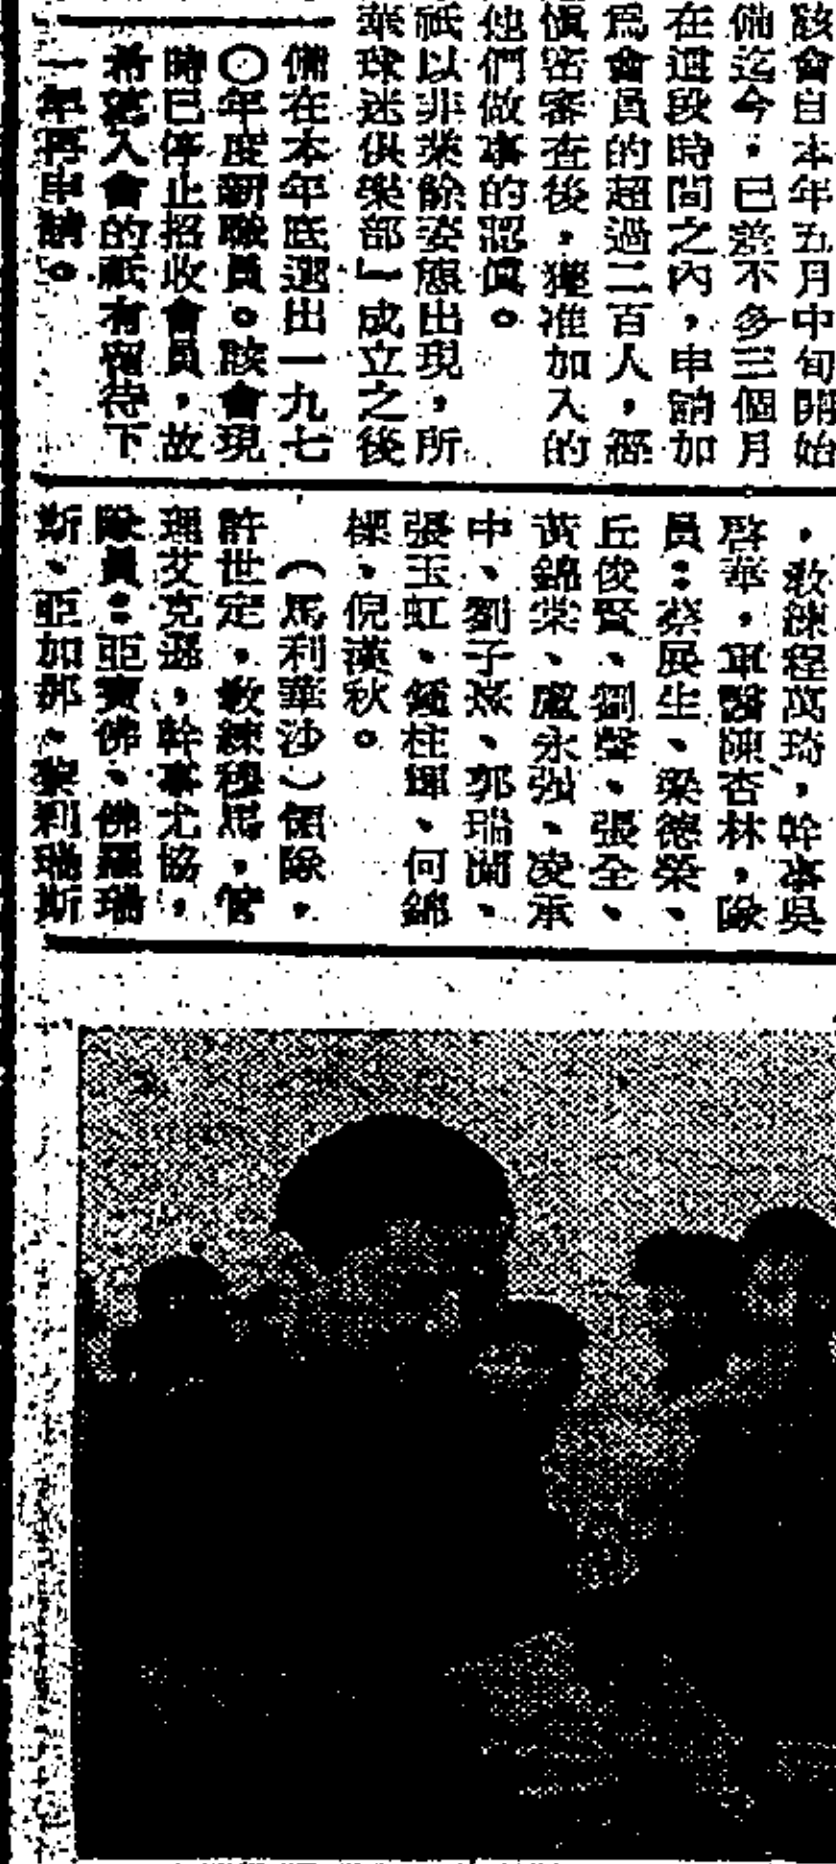 該會自本年五月中旬開始
備迄今，已差不多三個月
在這段時間之內，申請加
爲會員的超過二百人，經
愼密審查後，獲准加入的
他們做事的認眞。
祇以非業餘姿態出現，所
業球迷俱樂部」成立之後
備在本年底選出一九七
〇年度新職員。該會現
時已停止招收會員，故
希望入會的祇有留待下
一年再申請。
，敎練程萬琦，幹事吳
啓華，軍醫陳杏林，隊
員：蔡展生、梁德榮、
丘俊賢、劉聲、張全、
黃錦棠、盧永強、凌承
中、劉子燕、郭瑞蘭、
張玉虹、鍾柱輝、何錦
標、倪漢秋。
（馬利華沙）領隊，
許世定，敎練穆馬，管
理艾克遜，幹事尤協，
隊員：亞寶佛、佛羅瑞
斯、亞加那、黎利瑞斯